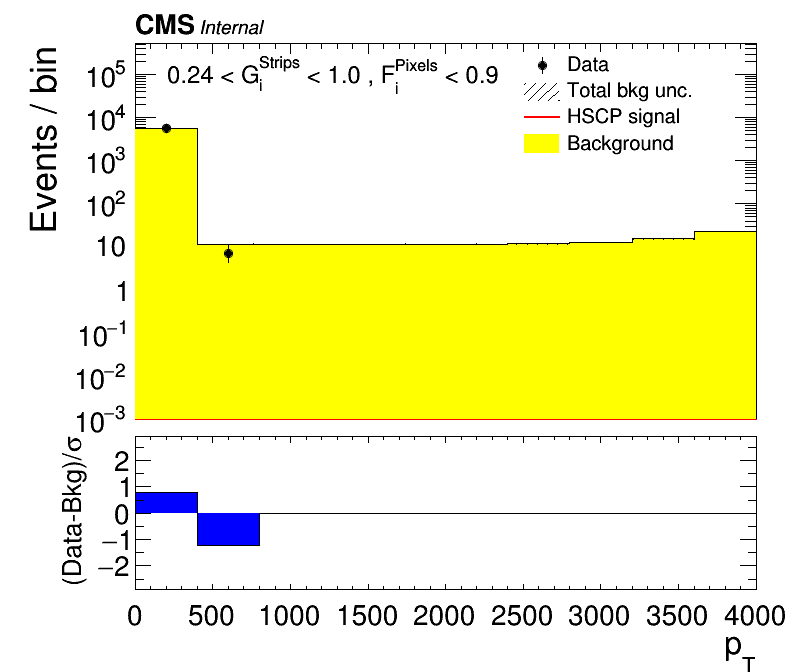 CMS Internal
Events / bin
0.24 < G_i^Strips < 1.0 , F_i^Pixels < 0.9
Data
Total bkg unc.
HSCP signal
Background
10^5
10^4
10^3
10^2
10
1
10^−1
10^−2
10^−3
(Data-Bkg)/σ
2
1
0
−1
−2
0 500 1000 1500 2000 2500 3000 3500 4000
p_T